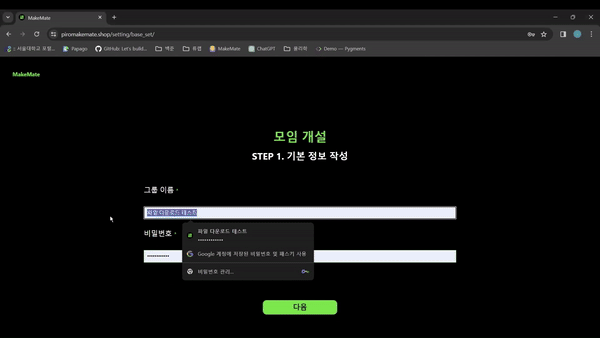 MakeMate
piromakemate.shop/setting/base_set/
Papago
GitHub: Let's build...
백준
유럽
MakeMate
ChatGPT
물리학
Demo — Pygments
MakeMate
모임 개설
STEP 1. 기본 정보 작성
그룹 이름 *
파일 다운로드 테스트
비밀번호 *
파일 다운로드 테스트
•••••••••••••
Google 계정에 저장된 비밀번호 및 패스키 사용
비밀번호 관리...
•••••••••••
다음